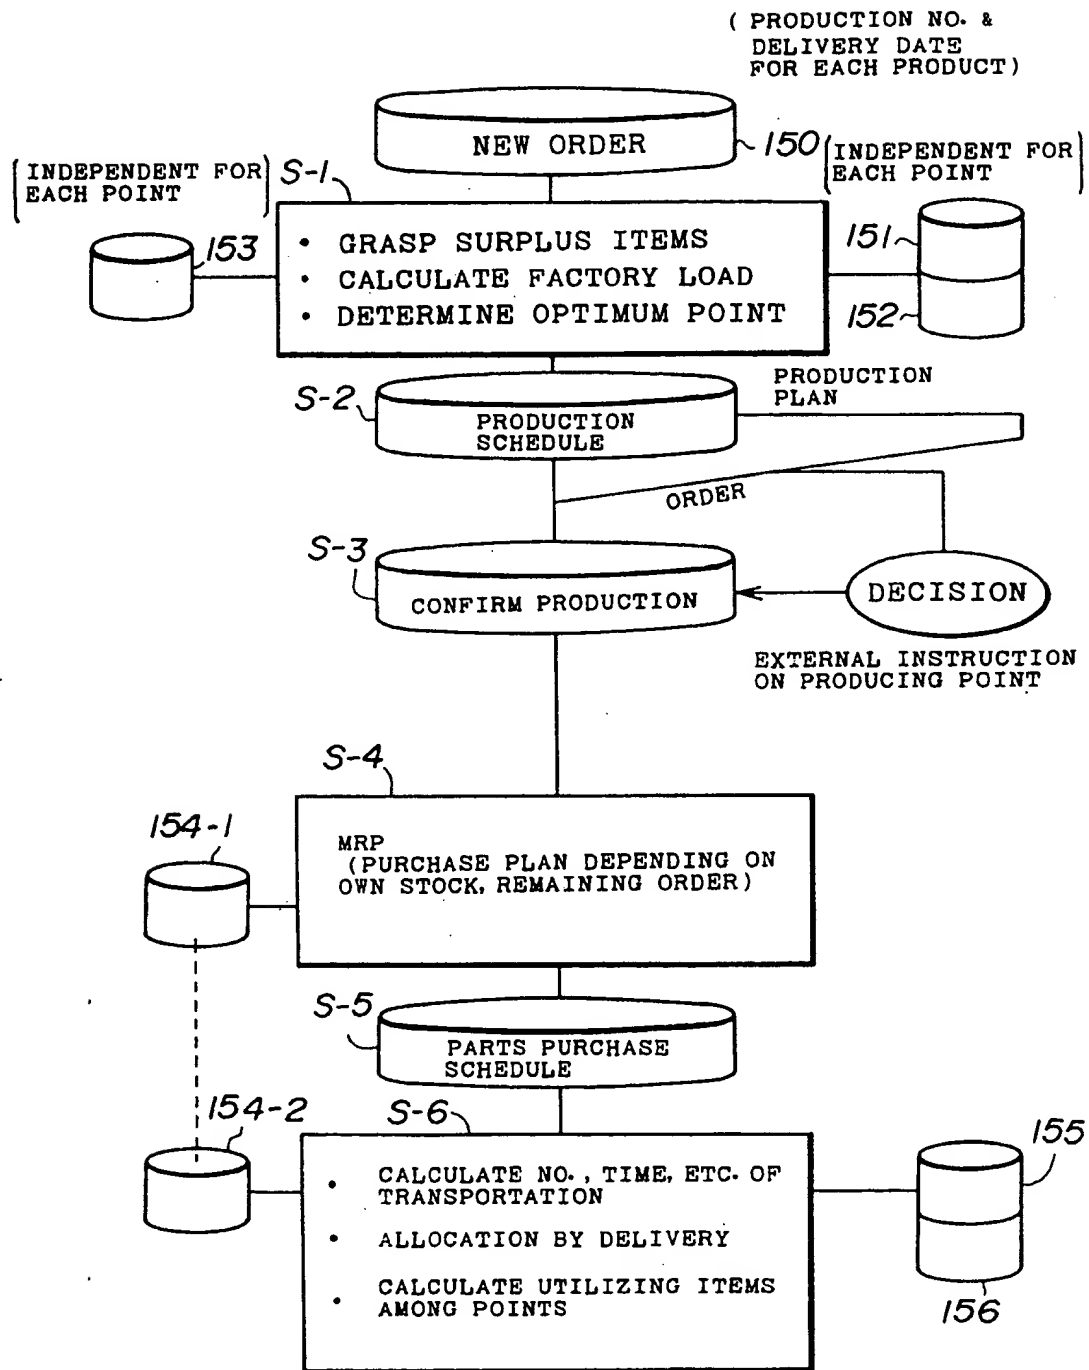 ( PRODUCTION NO. &
DELIVERY DATE
FOR EACH PRODUCT )
NEW ORDER
150
(INDEPENDENT FOR
EACH POINT)
S-1
(INDEPENDENT FOR
EACH POINT)
153
• GRASP SURPLUS ITEMS
• CALCULATE FACTORY LOAD
• DETERMINE OPTIMUM POINT
151
152
S-2
PRODUCTION
SCHEDULE
PRODUCTION
PLAN
ORDER
S-3
CONFIRM PRODUCTION
DECISION
EXTERNAL INSTRUCTION
ON PRODUCING POINT
S-4
154-1
MRP
(PURCHASE PLAN DEPENDING ON
OWN STOCK, REMAINING ORDER)
S-5
PARTS PURCHASE
SCHEDULE
154-2
S-6
155
• CALCULATE NO., TIME, ETC. OF
TRANSPORTATION
• ALLOCATION BY DELIVERY
• CALCULATE UTILIZING ITEMS
AMONG POINTS
156